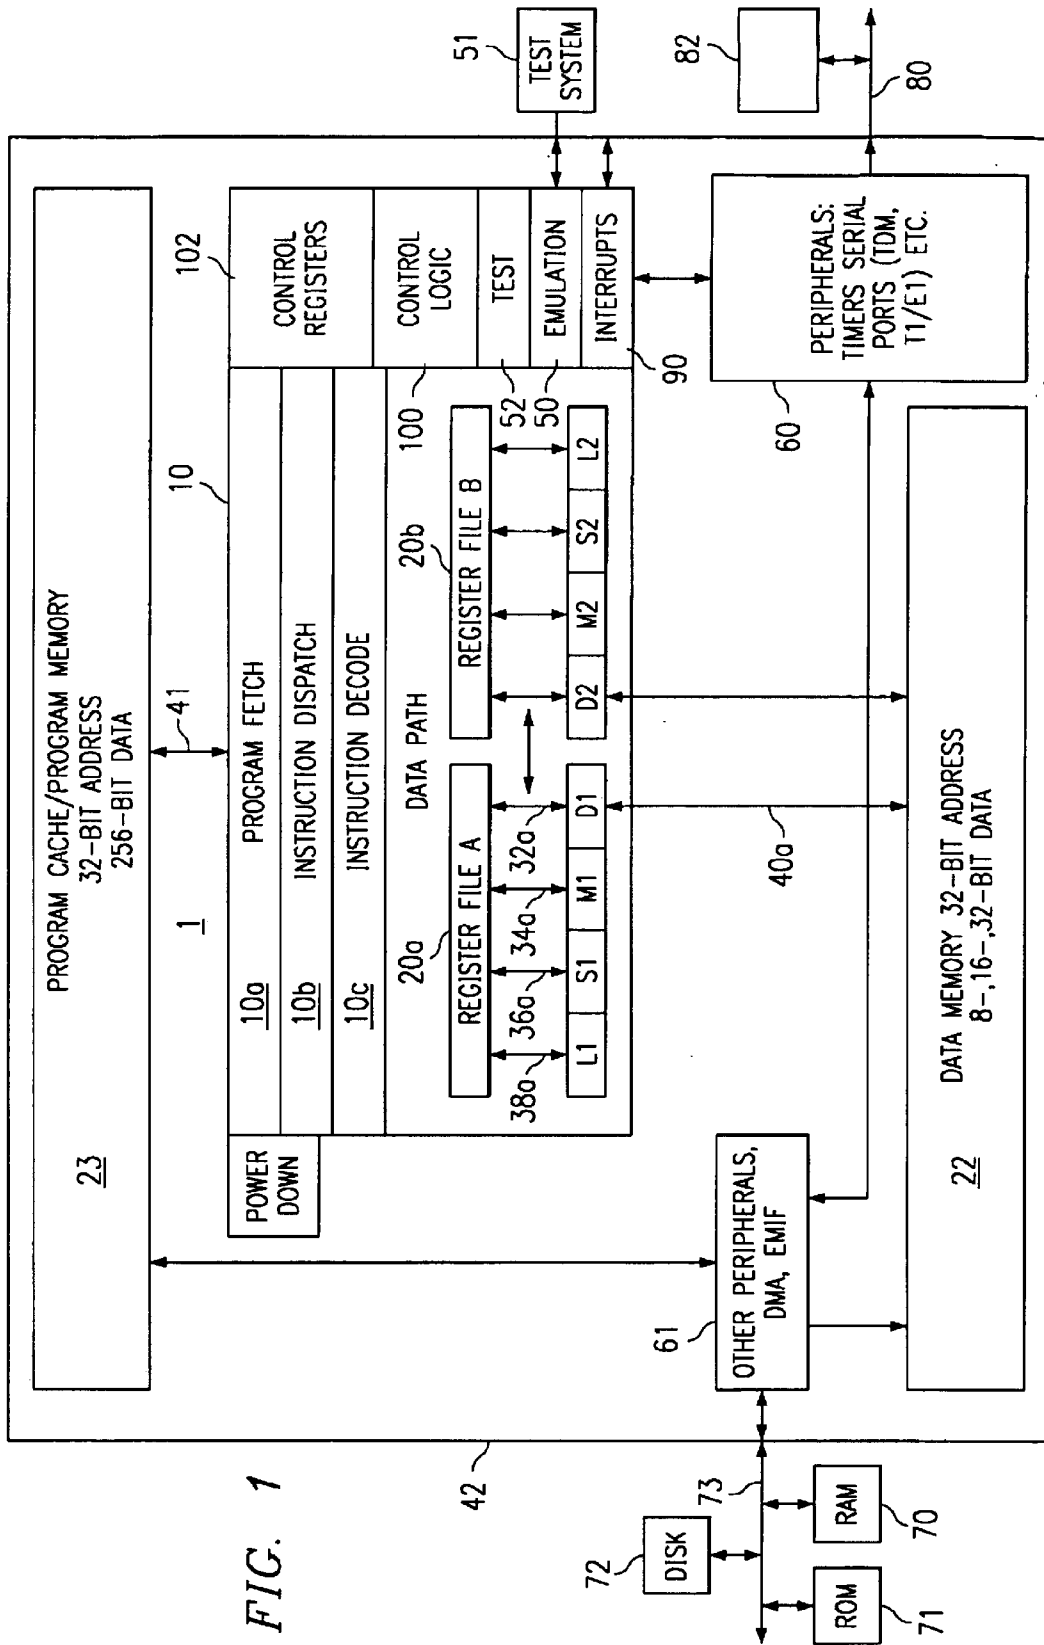 FIG. 1
PROGRAM CACHE/PROGRAM MEMORY
32-BIT ADDRESS
256-BIT DATA
23
1
41
10
102
POWER
DOWN
10a
PROGRAM FETCH
10b
INSTRUCTION DISPATCH
10c
INSTRUCTION DECODE
DATA PATH
CONTROL
REGISTERS
CONTROL
LOGIC
TEST
EMULATION
INTERRUPTS
100
52
50
90
20a
REGISTER FILE A
20b
REGISTER FILE B
38a
36a
34a
32a
L1
S1
M1
D1
D2
M2
S2
L2
TEST
SYSTEM
51
82
80
40a
61
OTHER PERIPHERALS,
DMA, EMIF
60
PERIPHERALS:
TIMERS SERIAL
PORTS (TDM,
T1/E1) ETC.
22
DATA MEMORY 32-BIT ADDRESS
8-,16-,32-BIT DATA
42
72
DISK
73
ROM
71
RAM
70